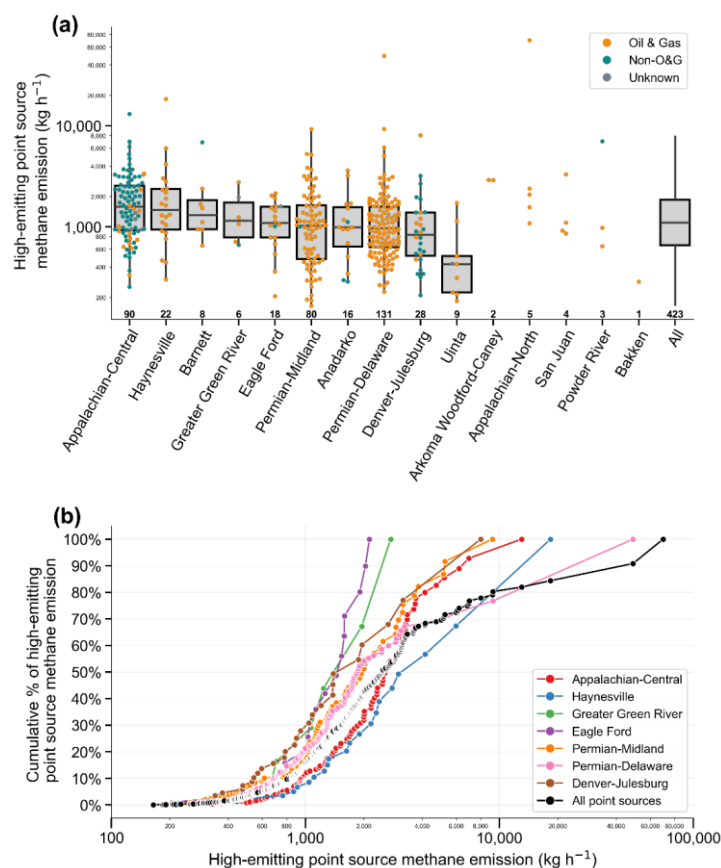 (a)
High-emitting point source
methane emission (kg h⁻¹)
80,000
60,000
40,000
20,000
10,000
8,000
6,000
4,000
2,000
1,000
800
600
400
200
Oil & Gas
Non-O&G
Unknown
90 22 8 6 18 80 16 131 28 9 2 5 4 3 1 423
Appalachian-Central
Haynesville
Barnett
Greater Green River
Eagle Ford
Permian-Midland
Anadarko
Permian-Delaware
Denver-Julesburg
Uinta
Arkoma Woodford-Caney
Appalachian-North
San Juan
Powder River
Bakken
All
(b)
Cumulative % of high-emitting
point source methane emission
100%
90%
80%
70%
60%
50%
40%
30%
20%
10%
0%
Appalachian-Central
Haynesville
Greater Green River
Eagle Ford
Permian-Midland
Permian-Delaware
Denver-Julesburg
All point sources
100 200 400 600 800 1,000 2,000 4,000 6,000 8,000 10,000 20,000 40,000 60,000 80,000 100,000
High-emitting point source methane emission (kg h⁻¹)